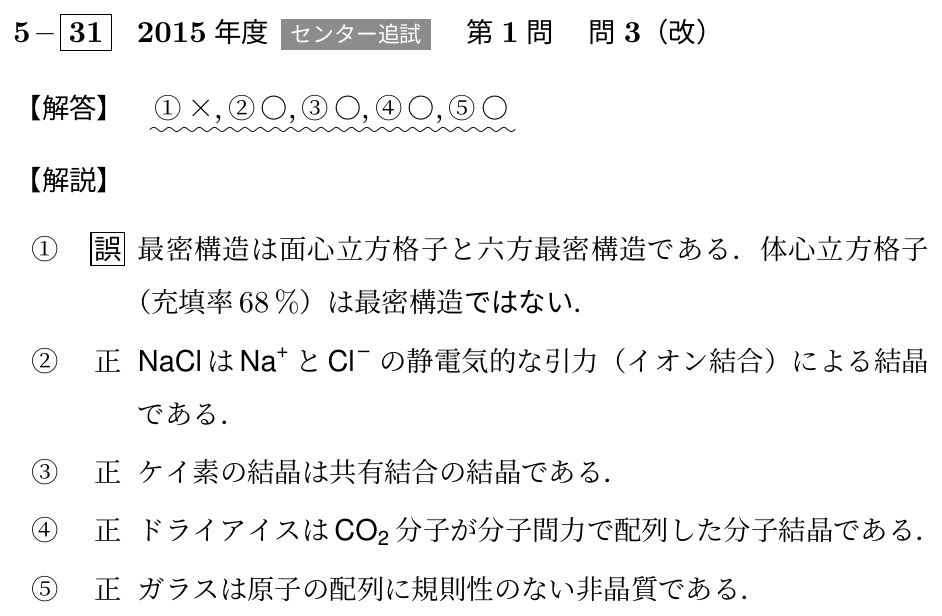 5－31 2015 年度 センター追試 第 1 問 問 3（改）
【解答】 ① ×, ② ○, ③ ○, ④ ○, ⑤ ○
【解説】
① 誤 最密構造は面心立方格子と六方最密構造である．体心立方格子
（充填率 68 %）は最密構造ではない．
② 正 NaCl は Na⁺ と Cl⁻ の静電気的な引力（イオン結合）による結晶
である．
③ 正 ケイ素の結晶は共有結合の結晶である．
④ 正 ドライアイスは CO₂ 分子が分子間力で配列した分子結晶である．
⑤ 正 ガラスは原子の配列に規則性のない非晶質である．